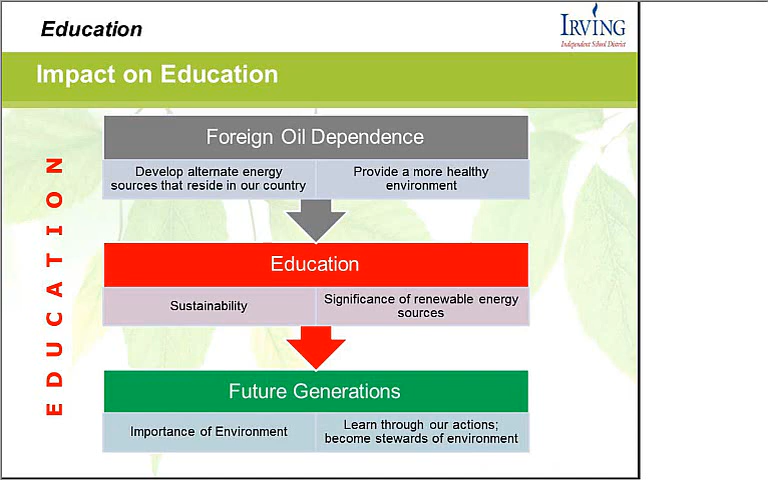 Education
IRVING
Independent School District
Impact on Education
EDUCATION
Foreign Oil Dependence
Develop alternate energy
sources that reside in our country
Provide a more healthy
environment
Education
Sustainability
Significance of renewable energy
sources
Future Generations
Importance of Environment
Learn through our actions;
become stewards of environment